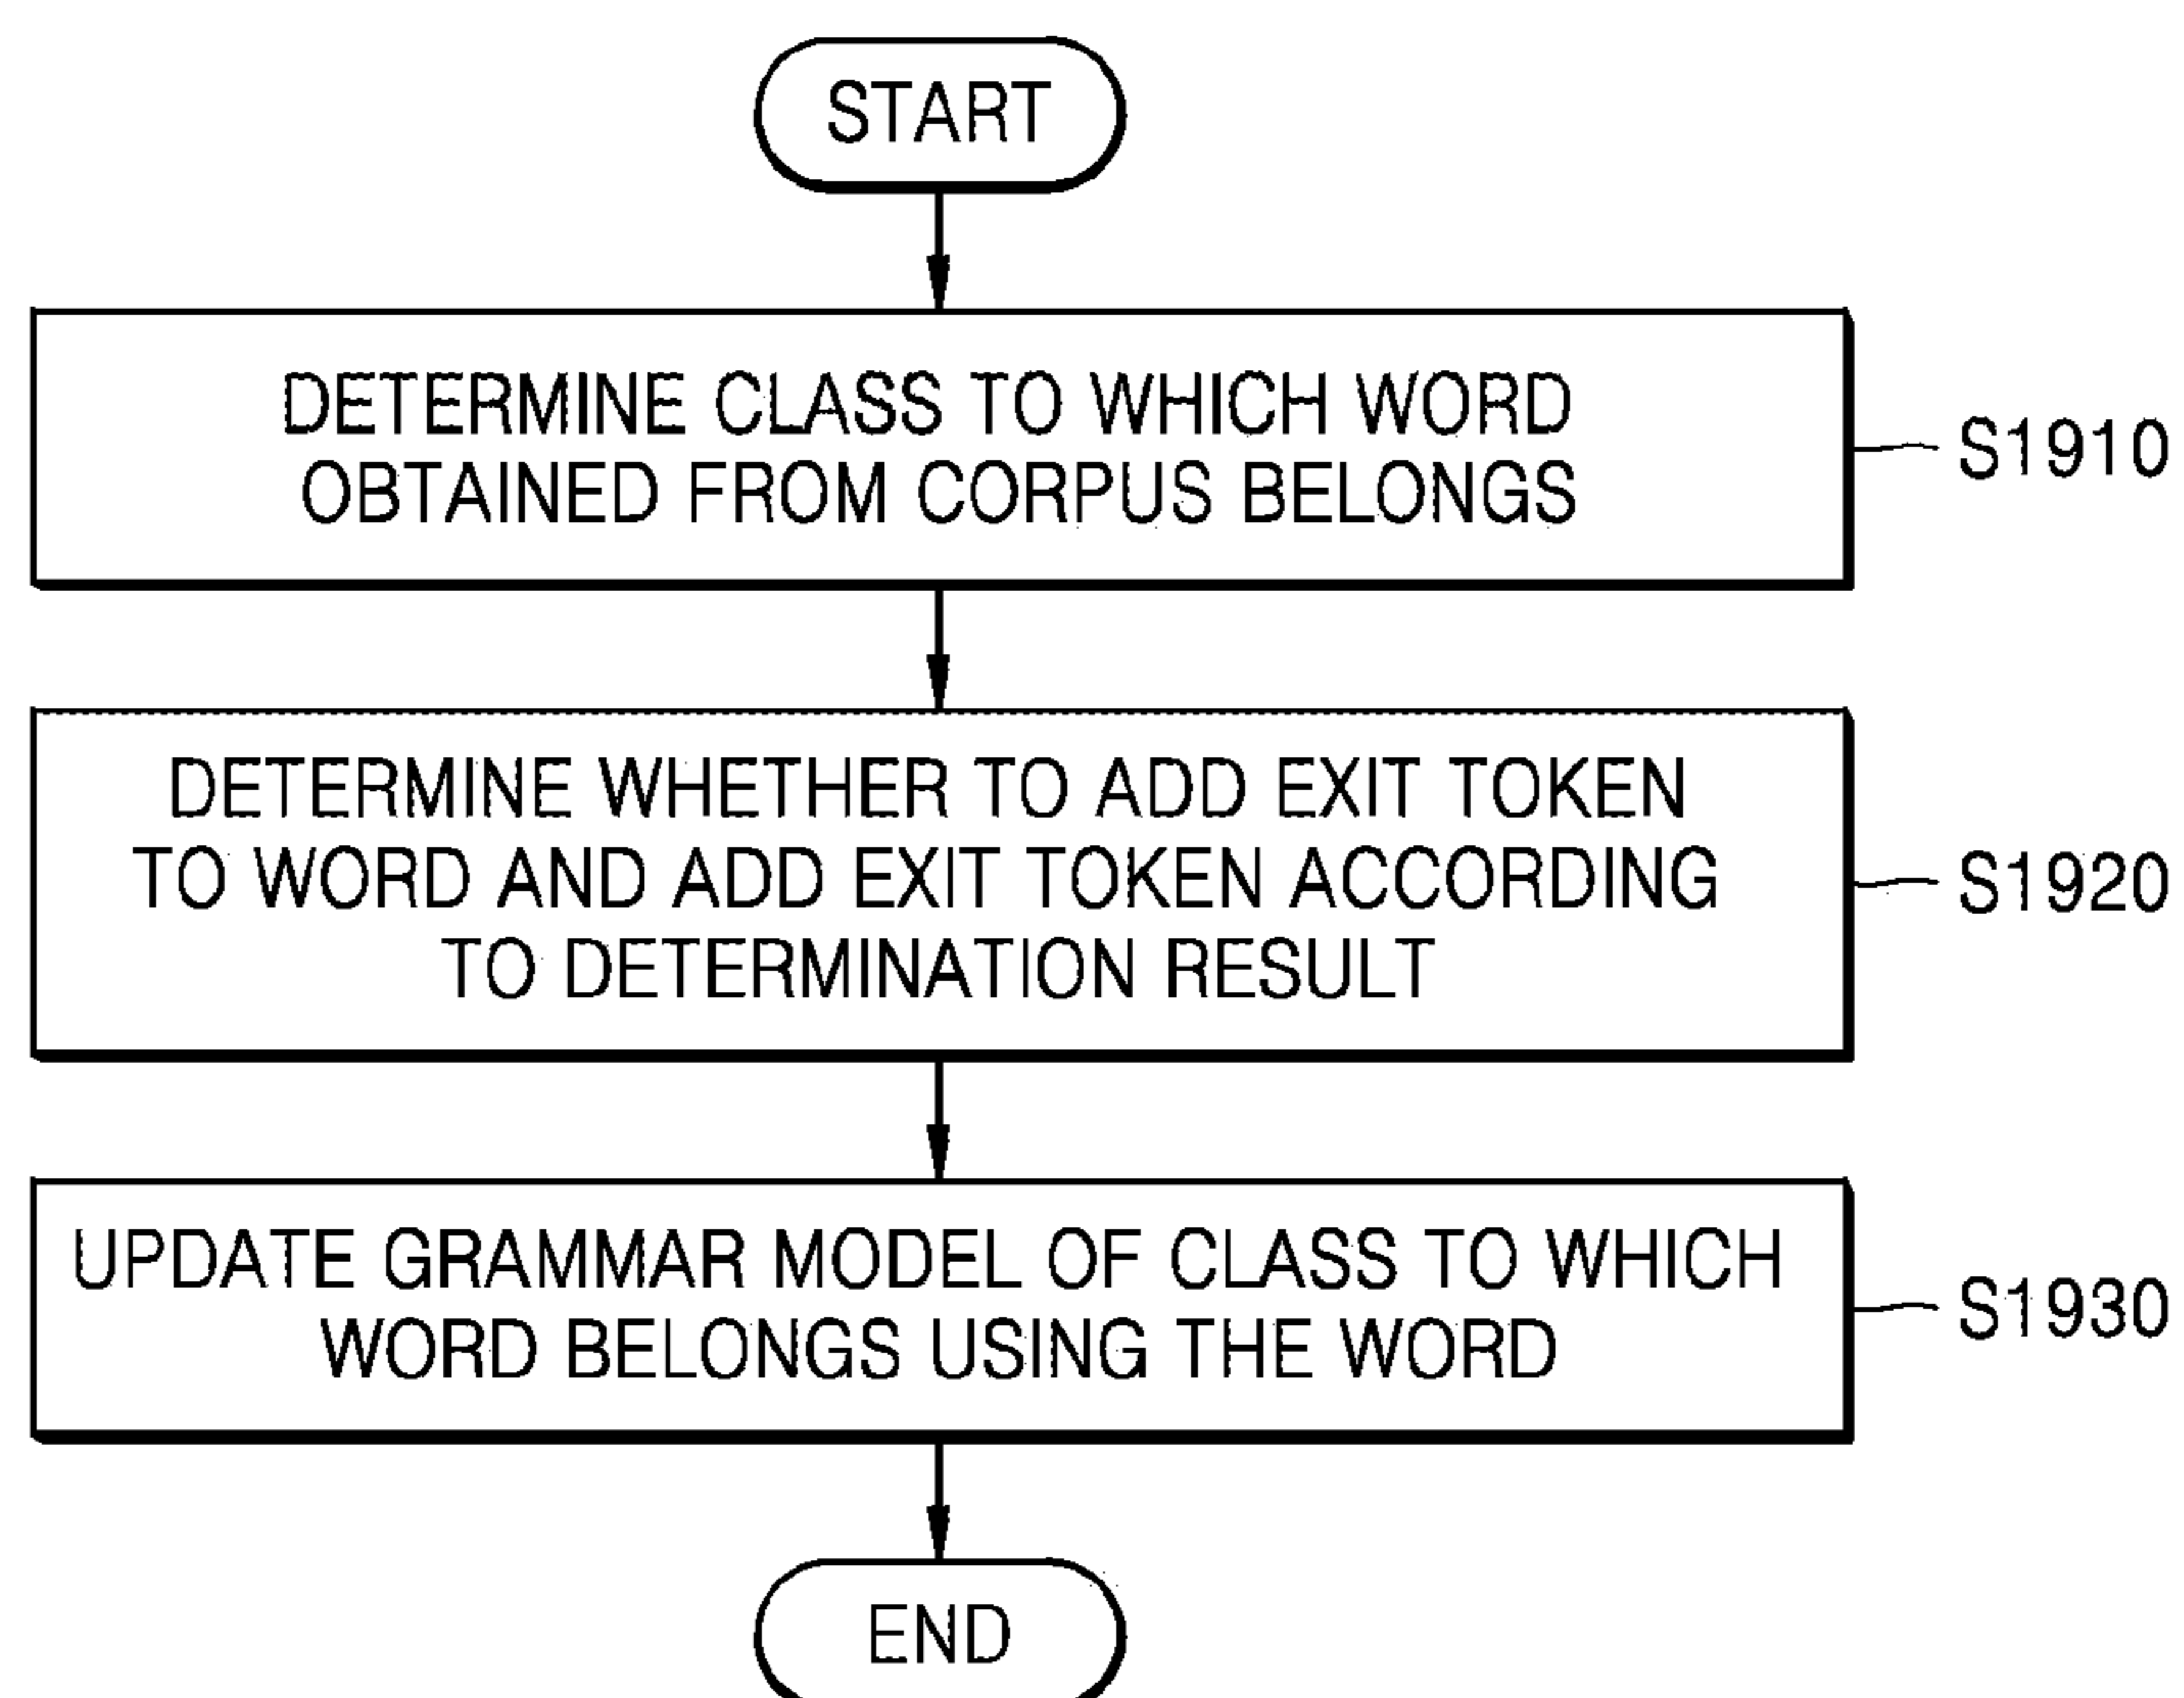 START
DETERMINE CLASS TO WHICH WORD
OBTAINED FROM CORPUS BELONGS
S1910
DETERMINE WHETHER TO ADD EXIT TOKEN
TO WORD AND ADD EXIT TOKEN ACCORDING
TO DETERMINATION RESULT
S1920
UPDATE GRAMMAR MODEL OF CLASS TO WHICH
WORD BELONGS USING THE WORD
S1930
END